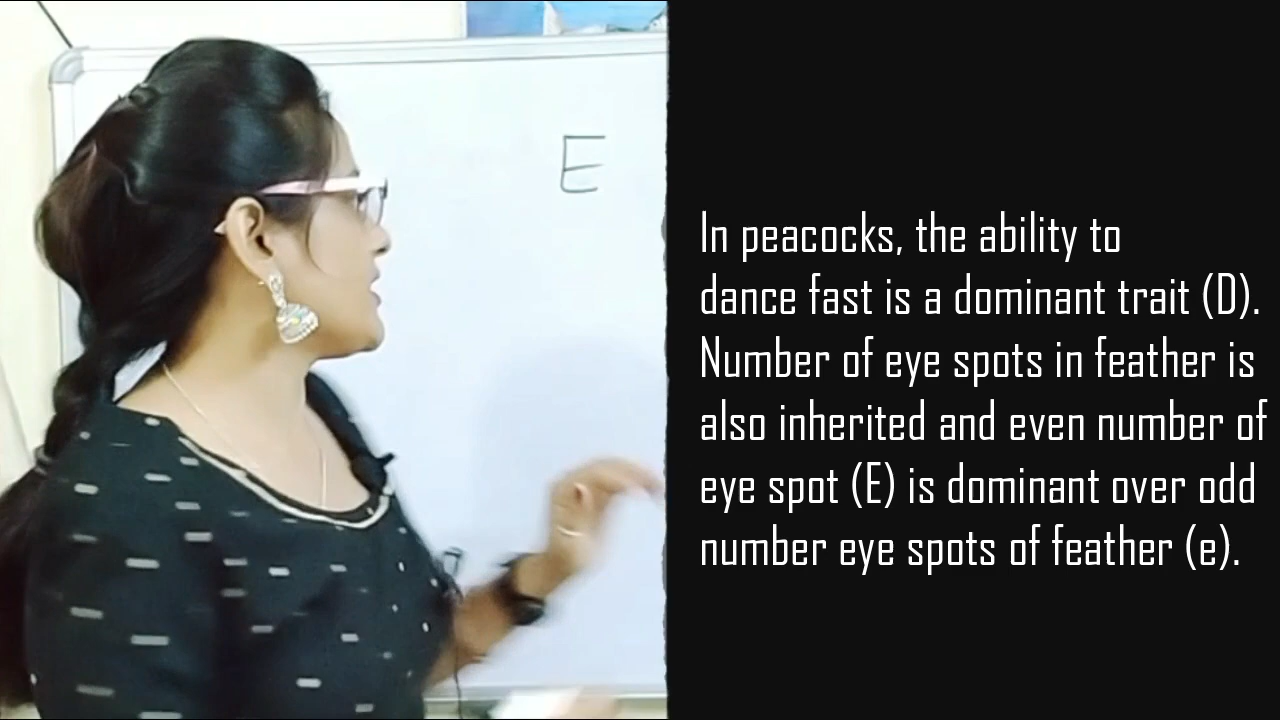 E
In peacocks, the ability to
dance fast is a dominant trait (D).
Number of eye spots in feather is
also inherited and even number of
eye spot (E) is dominant over odd
number eye spots of feather (e).